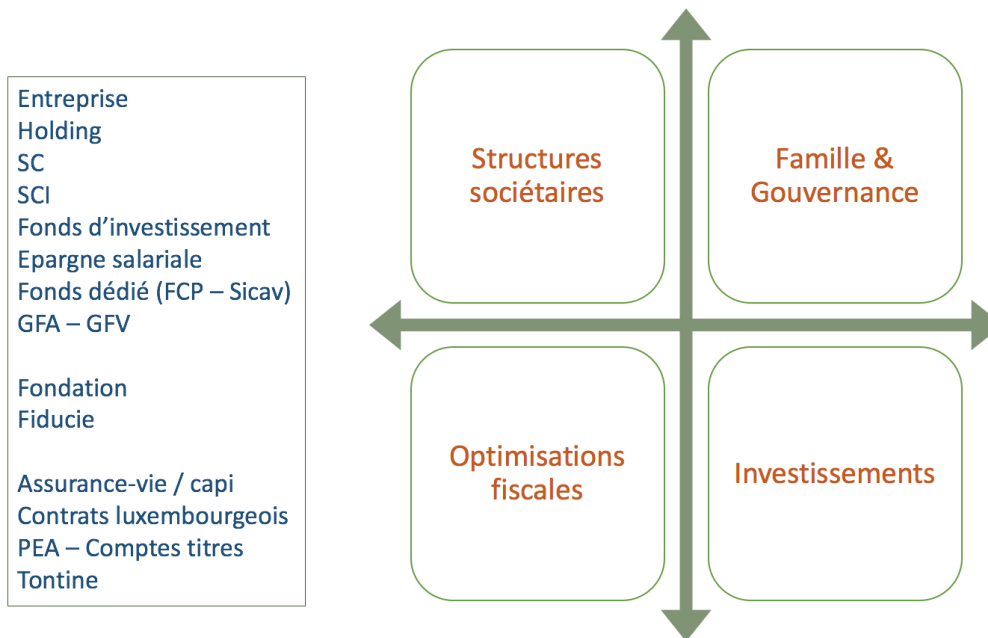 Entreprise
Holding
SC
SCI
Fonds d’investissement
Epargne salariale
Fonds dédié (FCP – Sicav)
GFA – GFV
Fondation
Fiducie
Assurance-vie / capi
Contrats luxembourgeois
PEA – Comptes titres
Tontine
Structures
sociétaires
Famille &
Gouvernance
Optimisations
fiscales
Investissements